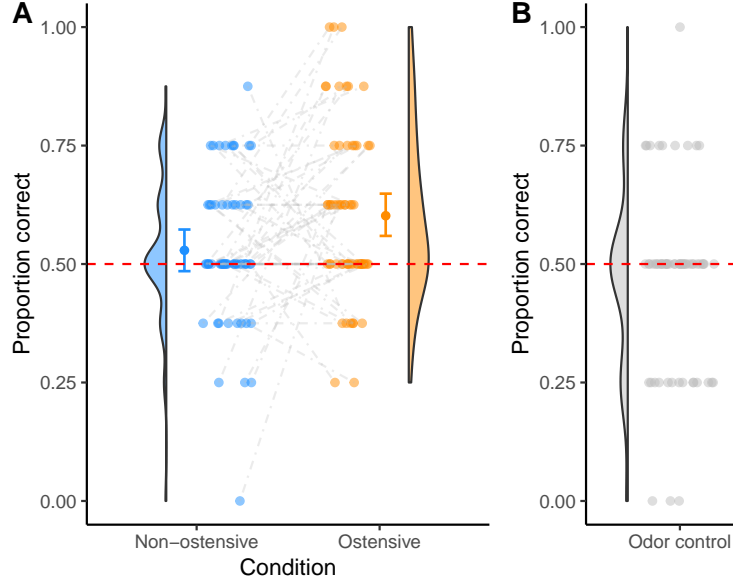 A
B
Proportion correct
1.00
0.75
0.50
0.25
0.00
Non−ostensive
Ostensive
Condition
Proportion correct
1.00
0.75
0.50
0.25
0.00
Odor control